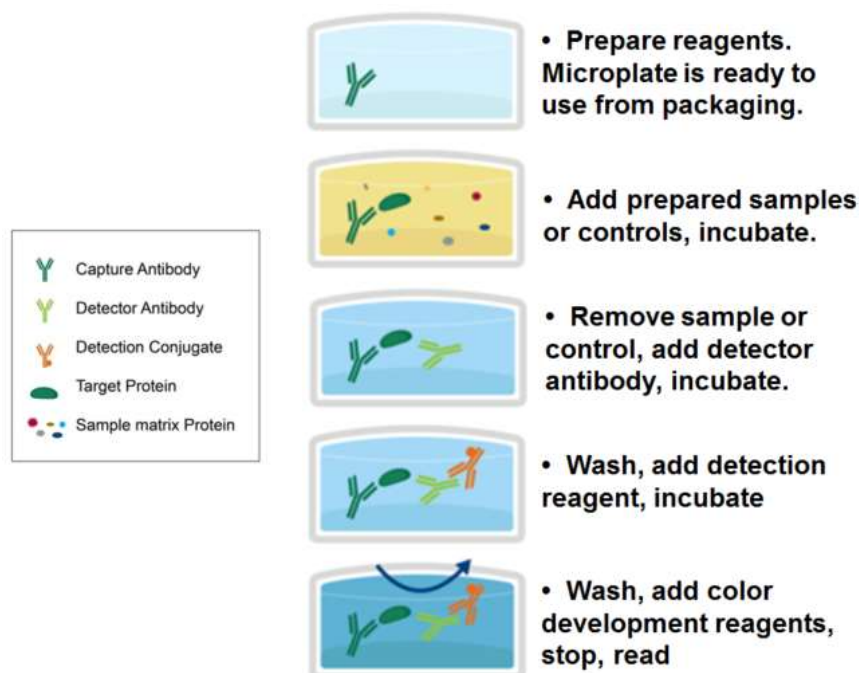 • Prepare reagents.
Microplate is ready to
use from packaging.
• Add prepared samples
or controls, incubate.
Capture Antibody
Detector Antibody
Detection Conjugate
Target Protein
Sample matrix Protein
• Remove sample or
control, add detector
antibody, incubate.
• Wash, add detection
reagent, incubate
• Wash, add color
development reagents,
stop, read